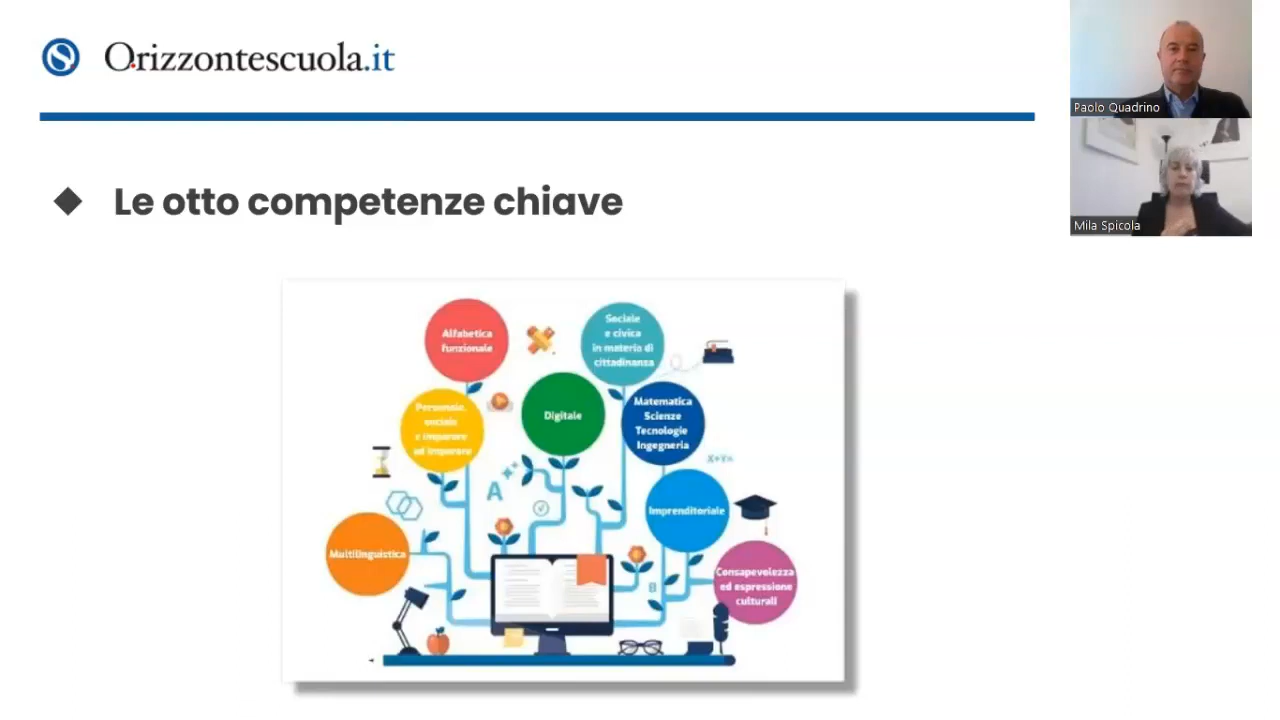 Orizzontescuola.it
Paolo Quadrino
Mila Spicola
Le otto competenze chiave
Alfabetica
funzionale
Sociale
e civica
in materia di
cittadinanza
Personale,
sociale
e imparare
ad imparare
Digitale
Matematica
Scienze
Tecnologie
Ingegneria
X+Y=
A
Imprenditoriale
Multilinguistica
Consapevolezza
ed espressione
culturali
B